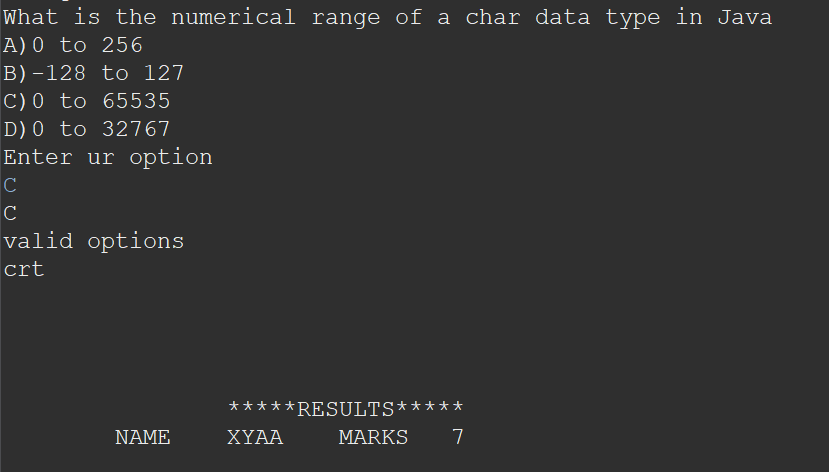 What is the numerical range of a char data type in Java
A)0 to 256
B)-128 to 127
C)0 to 65535
D)0 to 32767
Enter ur option
C
C
valid options
crt
*****RESULTS*****
NAME XYAA MARKS 7